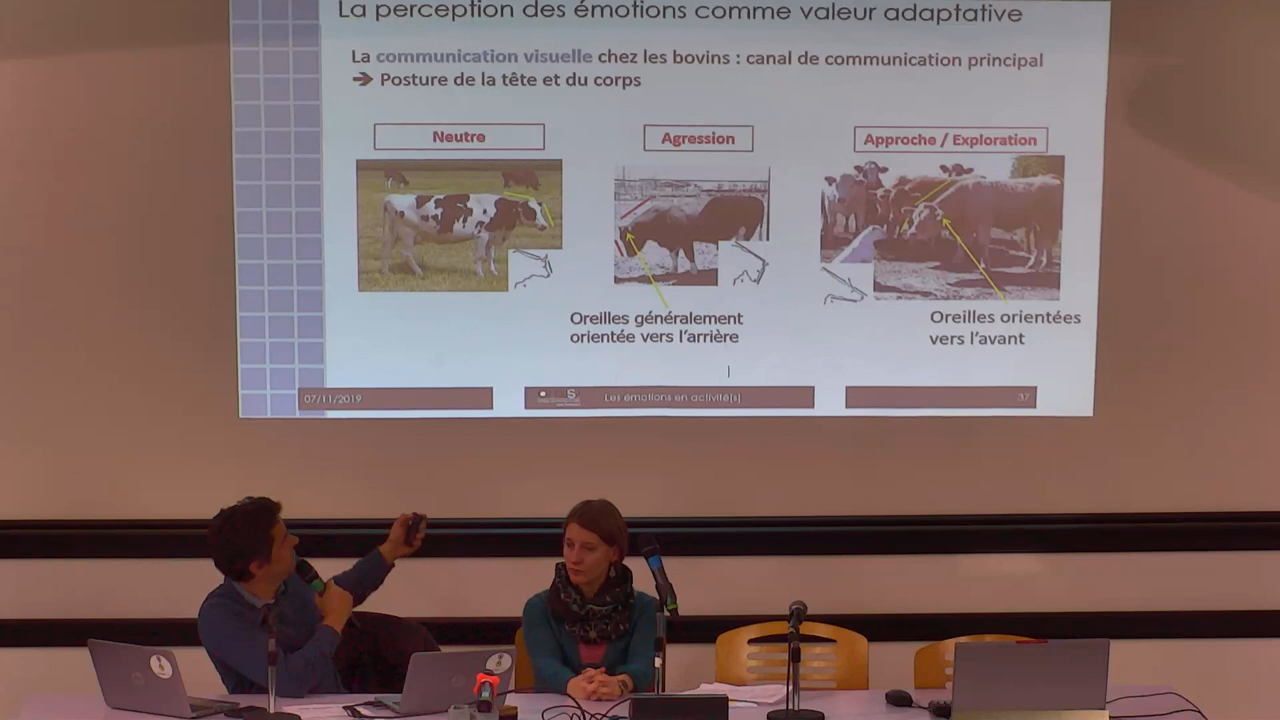 La perception des émotions comme valeur adaptative
La communication visuelle chez les bovins : canal de communication principal
➔ Posture de la tête et du corps
Neutre
Agression
Approche / Exploration
Oreilles généralement
orientée vers l'arrière
Oreilles orientées
vers l'avant
07/11/2019
Les émotions en activité(s)
37